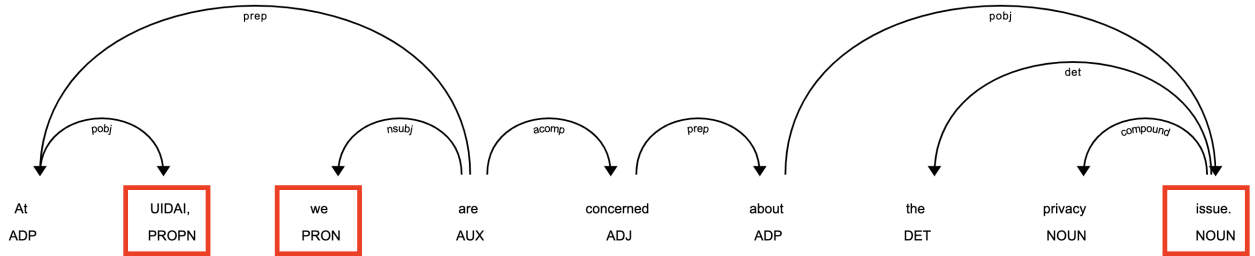 prep
pobj
det
pobj
nsubj
acomp
prep
compound
At UIDAI, we are concerned about the privacy issue.
ADP PROPN PRON AUX ADJ ADP DET NOUN NOUN